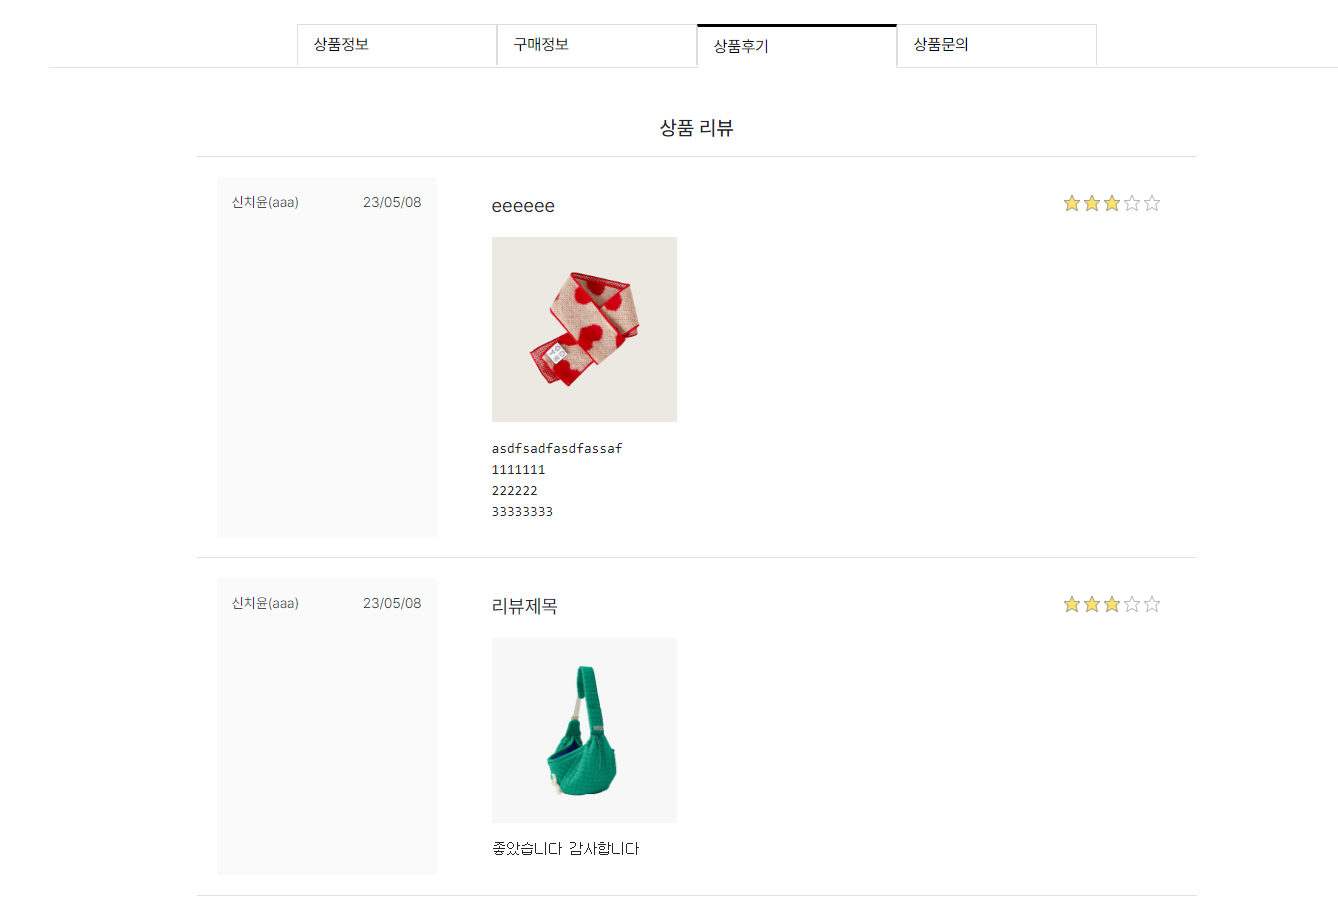 상품정보
구매정보
상품후기
상품문의
상품 리뷰
신치윤(aaa) 23/05/08
eeeeee
asdfsadfasdfassaf
1111111
222222
33333333
신치윤(aaa) 23/05/08
리뷰제목
좋았습니다 감사합니다